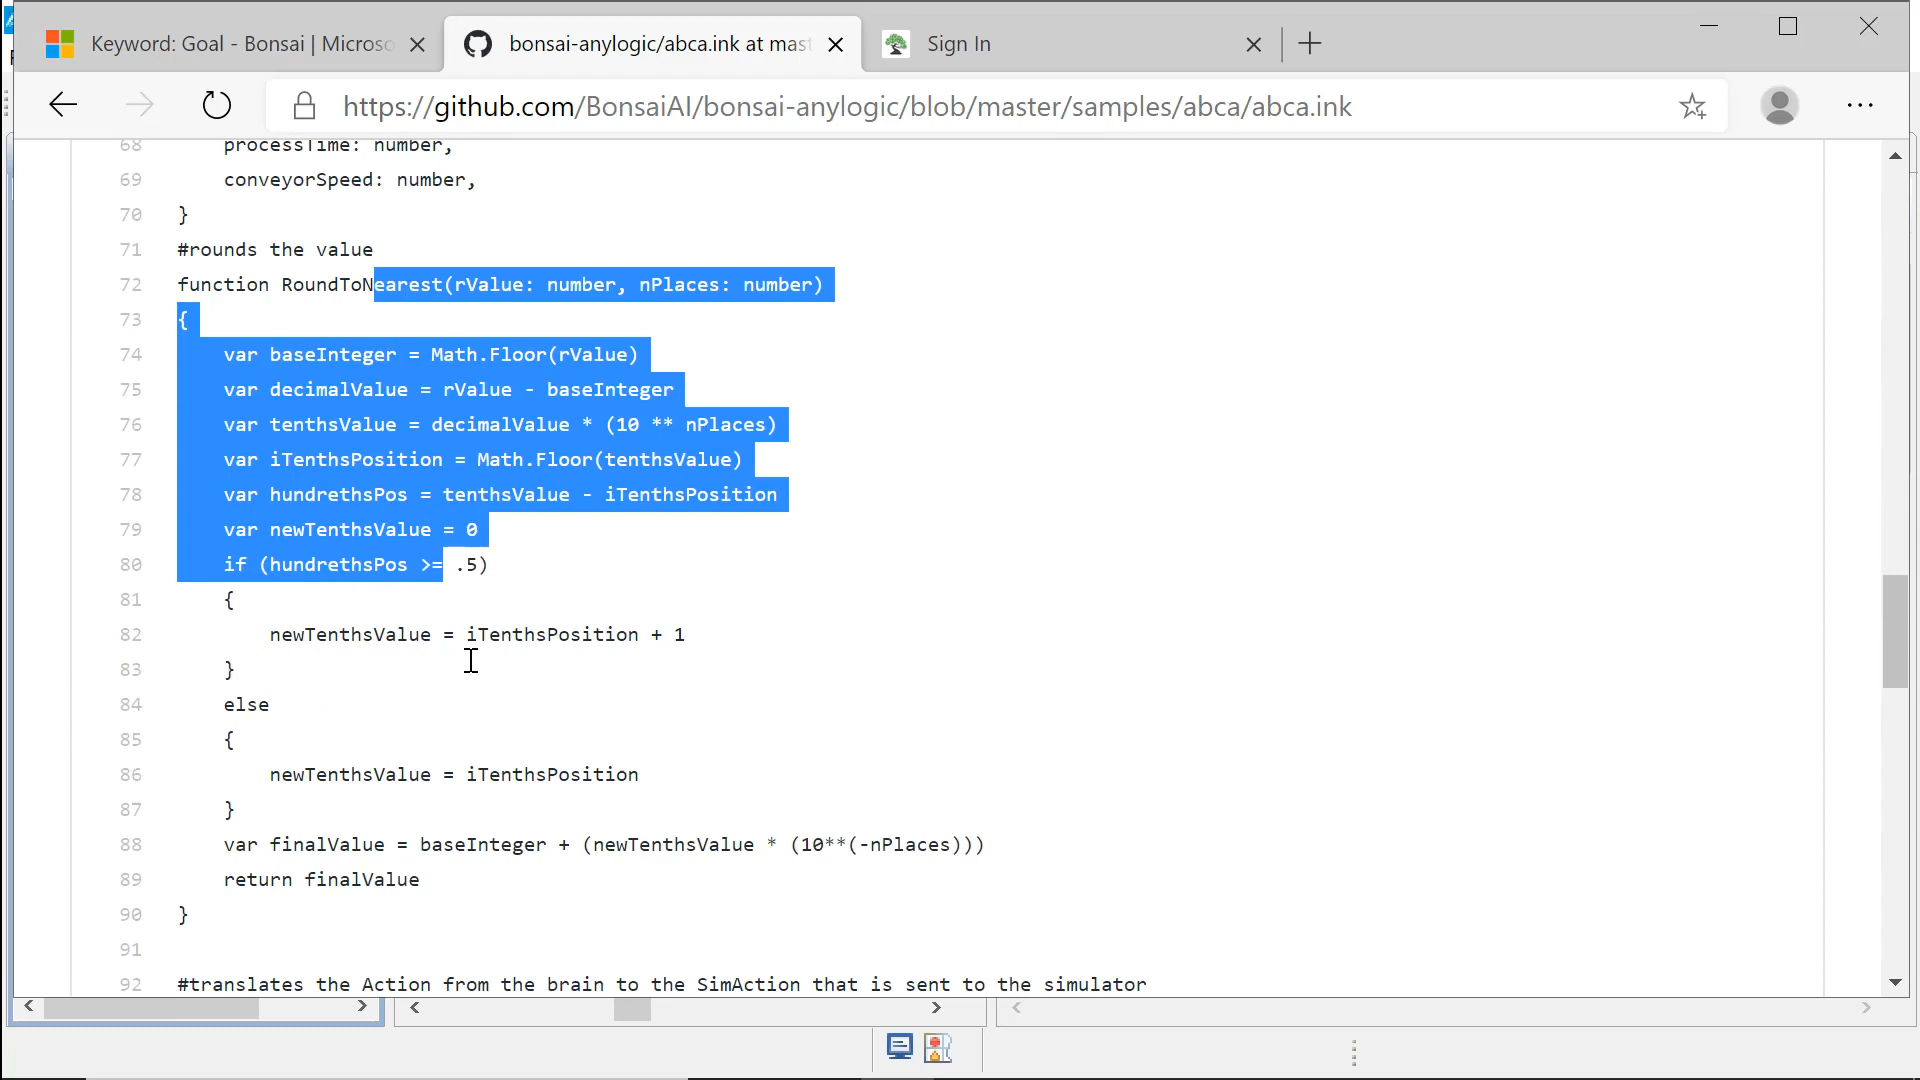 Keyword: Goal - Bonsai | Microsc
bonsai-anylogic/abca.ink at mast
Sign In
https://github.com/BonsaiAI/bonsai-anylogic/blob/master/samples/abca/abca.ink
68 processTime: number,
69 conveyorSpeed: number,
70 }
71 #rounds the value
72 function RoundToNearest(rValue: number, nPlaces: number)
73 {
74 var baseInteger = Math.Floor(rValue)
75 var decimalValue = rValue - baseInteger
76 var tenthsValue = decimalValue * (10 ** nPlaces)
77 var iTenthsPosition = Math.Floor(tenthsValue)
78 var hundrethsPos = tenthsValue - iTenthsPosition
79 var newTenthsValue = 0
80 if (hundrethsPos >= .5)
81 {
82 newTenthsValue = iTenthsPosition + 1
83 }
84 else
85 {
86 newTenthsValue = iTenthsPosition
87 }
88 var finalValue = baseInteger + (newTenthsValue * (10**(-nPlaces)))
89 return finalValue
90 }
91
92 #translates the Action from the brain to the SimAction that is sent to the simulator